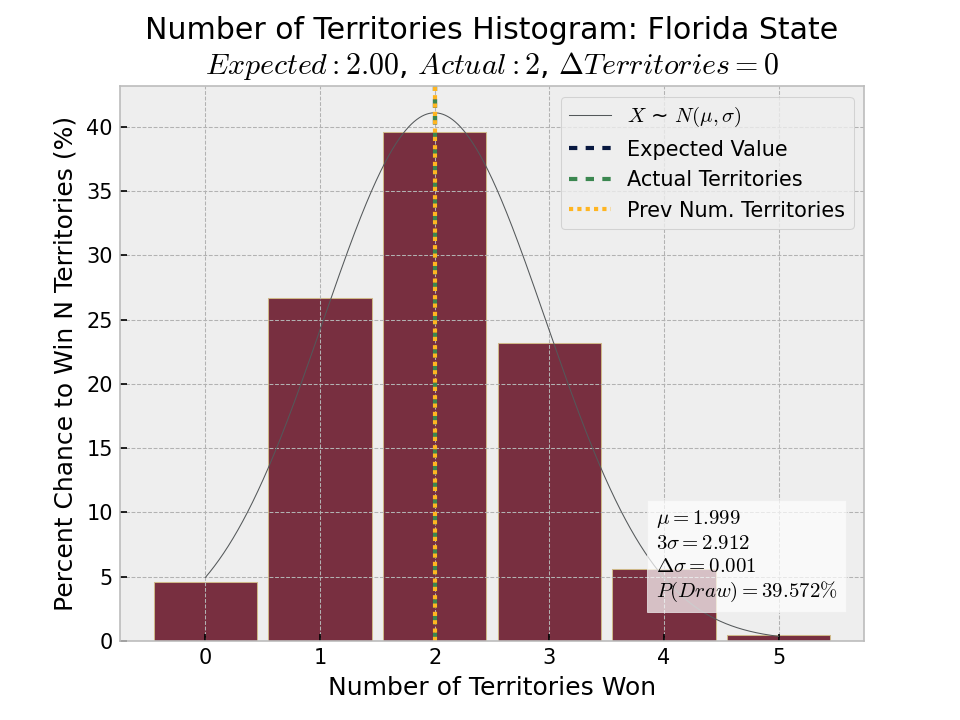 Number of Territories Histogram: Florida State
Expected : 2.00, Actual : 2, ΔTerritories = 0
Percent Chance to Win N Territories (%)
40
35
30
25
20
15
10
5
0
X ∼ N(μ, σ)
Expected Value
Actual Territories
Prev Num. Territories
μ = 1.999
3σ = 2.912
Δσ = 0.001
P(Draw) = 39.572%
0 1 2 3 4 5
Number of Territories Won